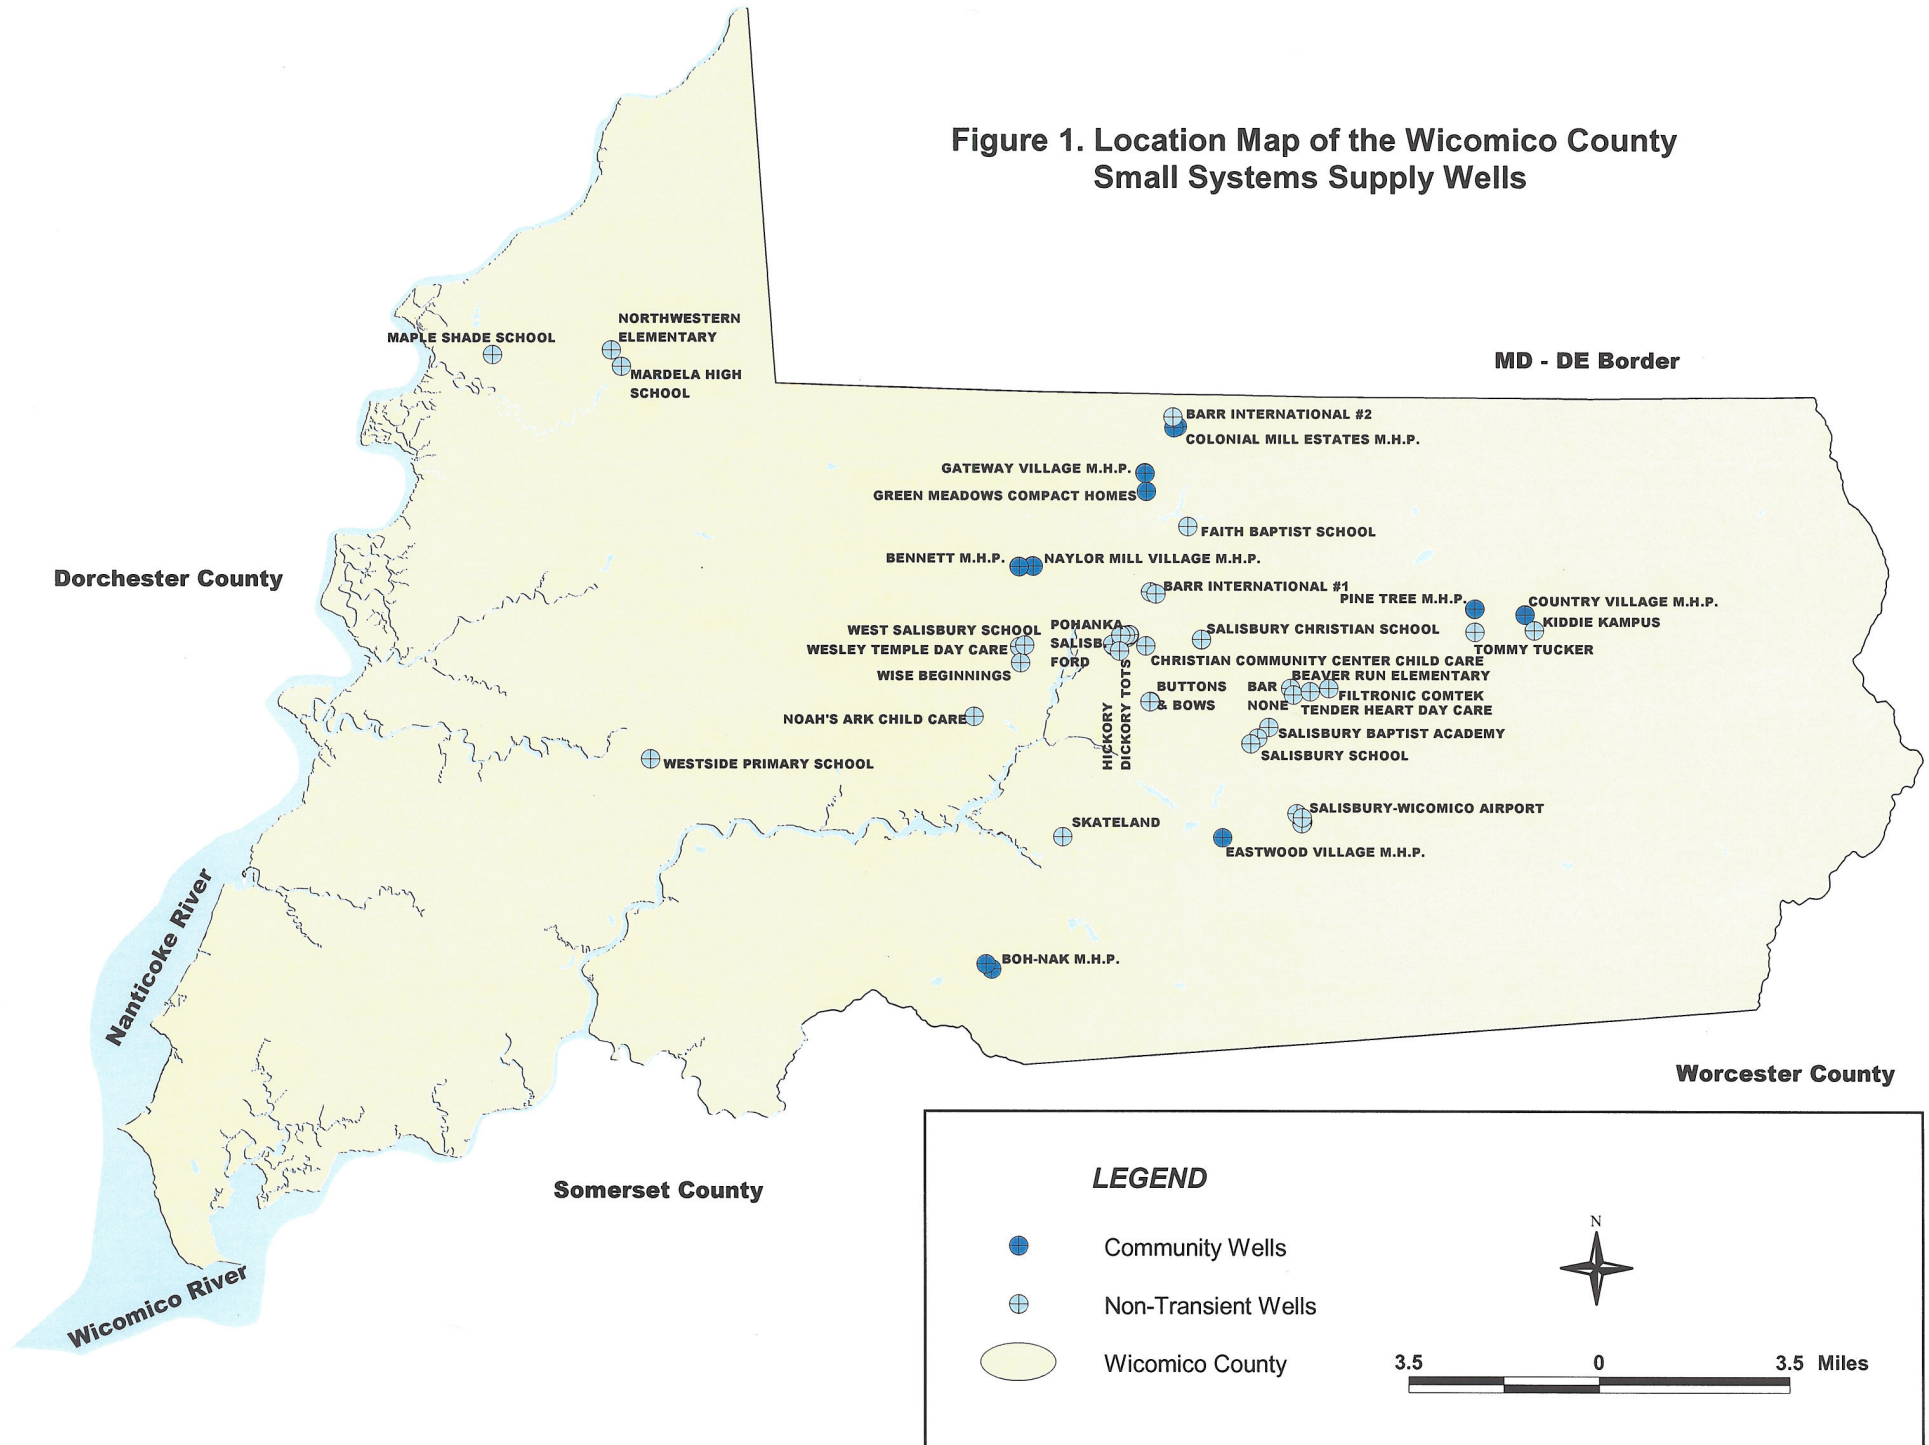 Figure 1. Location Map of the Wicomico County
Small Systems Supply Wells
MD - DE Border
NORTHWESTERN
ELEMENTARY
MAPLE SHADE SCHOOL
MARDELA HIGH
SCHOOL
BARR INTERNATIONAL #2
COLONIAL MILL ESTATES M.H.P.
GATEWAY VILLAGE M.H.P.
GREEN MEADOWS COMPACT HOMES
FAITH BAPTIST SCHOOL
BENNETT M.H.P.
NAYLOR MILL VILLAGE M.H.P.
Dorchester County
BARR INTERNATIONAL #1
PINE TREE M.H.P.
COUNTRY VILLAGE M.H.P.
KIDDIE KAMPUS
TOMMY TUCKER
WEST SALISBURY SCHOOL
WESLEY TEMPLE DAY CARE
WISE BEGINNINGS
POHANKA
SALISB.
FORD
SALISBURY CHRISTIAN SCHOOL
CHRISTIAN COMMUNITY CENTER CHILD CARE
BEAVER RUN ELEMENTARY
BUTTONS
& BOWS
BAR
NONE
FILTRONIC COMTEK
TENDER HEART DAY CARE
HICKORY
DICKORY TOTS
NOAH'S ARK CHILD CARE
SALISBURY BAPTIST ACADEMY
SALISBURY SCHOOL
WESTSIDE PRIMARY SCHOOL
SALISBURY-WICOMICO AIRPORT
SKATELAND
EASTWOOD VILLAGE M.H.P.
Nanticoke River
BOH-NAK M.H.P.
Worcester County
Somerset County
Wicomico River
LEGEND
Community Wells
Non-Transient Wells
Wicomico County
N
3.5 0 3.5 Miles